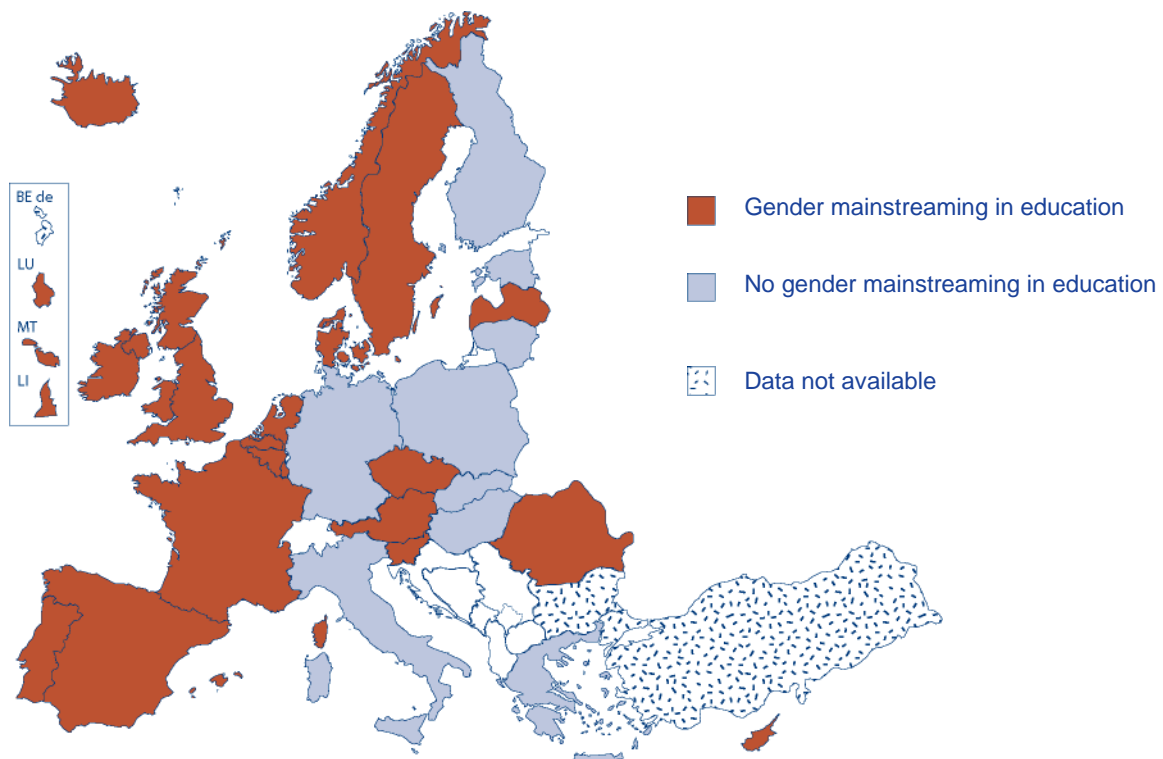 BE de
LU
MT
LI
Gender mainstreaming in education
No gender mainstreaming in education
Data not available